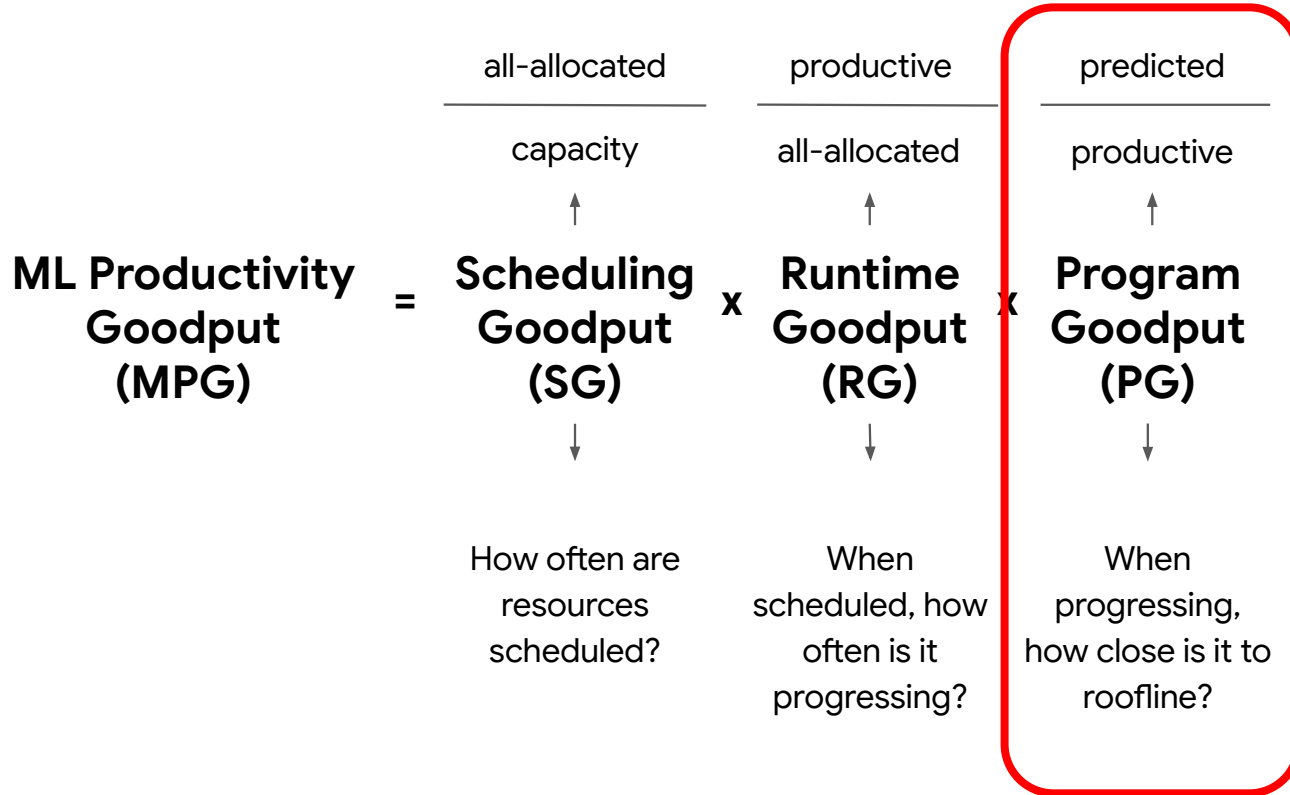 all-allocated
capacity
productive
all-allocated
predicted
productive
ML Productivity
Goodput
(MPG)
=
Scheduling
Goodput
(SG)
x
Runtime
Goodput
(RG)
x
Program
Goodput
(PG)
How often are
resources
scheduled?
When
scheduled, how
often is it
progressing?
When
progressing,
how close is it to
roofline?